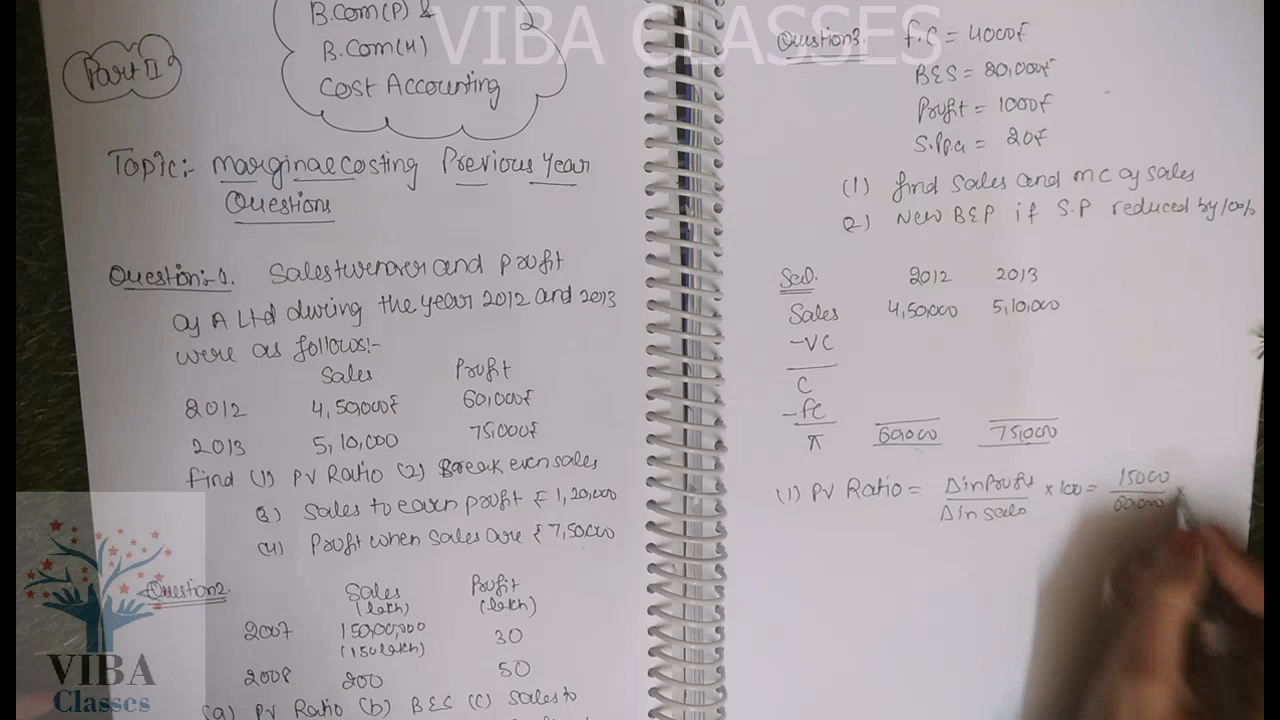 VIBA CLASSES
B.Com(P) &
B.Com(H)
Cost Accounting
Part II
Topic:- Marginal costing Previous Year
Questions
Question:-1. Sales turnover and profit
of A Ltd during the year 2012 and 2013
were as follows:-
Sales Profit
2012 4,50,000₹ 60,000₹
2013 5,10,000 75,000₹
Find (1) PV Ratio (2) Break even sales
(3) Sales to earn profit ₹ 1,20,000
(4) Profit when sales are ₹ 7,50,000
Question2. Sales (lakh) Profit (lakh)
2007 150,00,000 30
(150 lakh)
2008 200 50
(a) PV Ratio (b) BES (c) Sales to
VIBA
Classes
Question3. F.C = 4000₹
BES = 80,000₹
Profit = 1000₹
S.P.p.u = 20₹
(1) find sales and mc of sales
(2) New BEP if S.P reduced by 10%
Sol. 2012 2013
Sales 4,50,000 5,10,000
-VC
C
-FC
π 60,000 75,000
(1) PV Ratio = Δ in Profit / Δ in sales × 100 = 15000 / 60,000 ×